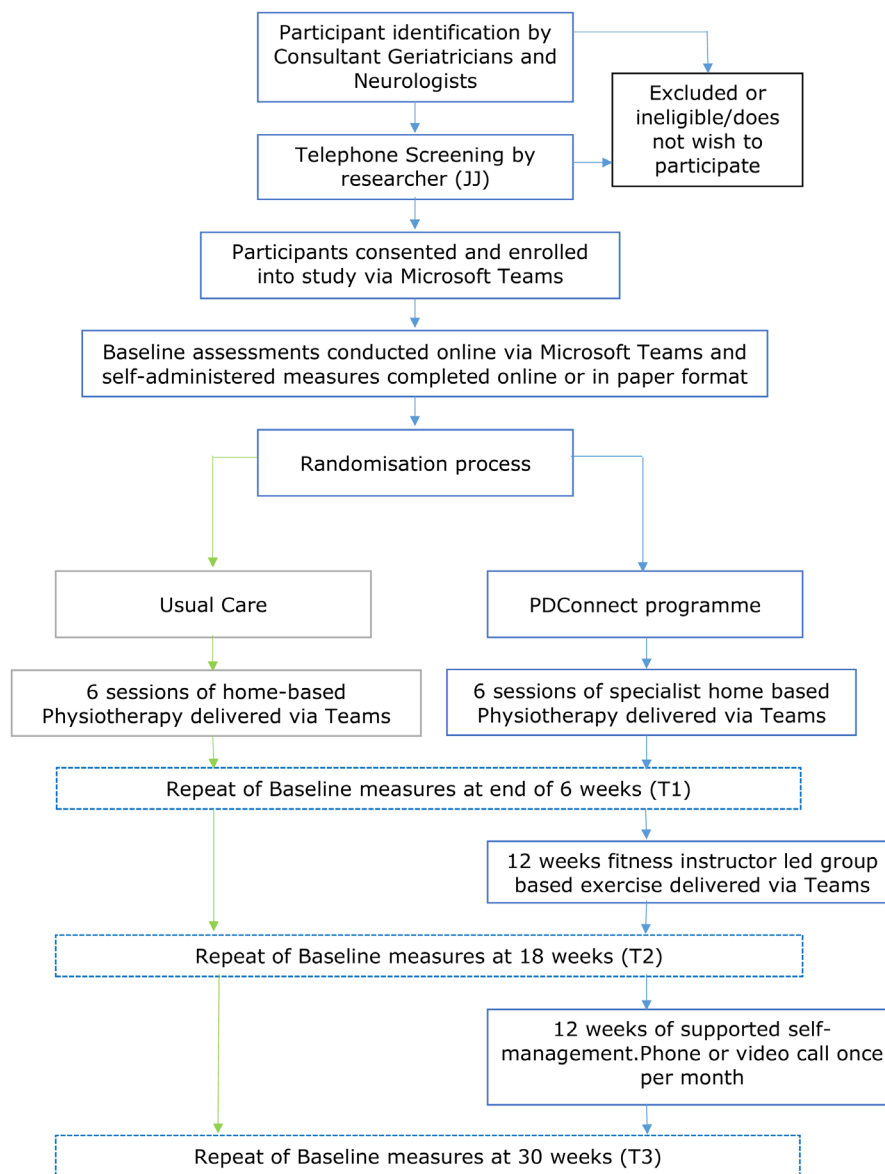 Participant identification by
Consultant Geriatricians and
Neurologists
Excluded or
ineligible/does
not wish to
participate
Telephone Screening by
researcher (JJ)
Participants consented and enrolled
into study via Microsoft Teams
Baseline assessments conducted online via Microsoft Teams and
self-administered measures completed online or in paper format
Randomisation process
Usual Care
PDConnect programme
6 sessions of home-based
Physiotherapy delivered via Teams
6 sessions of specialist home based
Physiotherapy delivered via Teams
Repeat of Baseline measures at end of 6 weeks (T1)
12 weeks fitness instructor led group
based exercise delivered via Teams
Repeat of Baseline measures at 18 weeks (T2)
12 weeks of supported self-
management.Phone or video call once
per month
Repeat of Baseline measures at 30 weeks (T3)